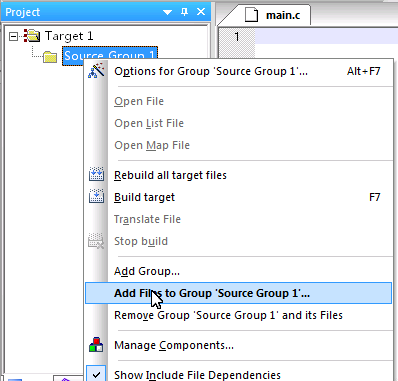 Project
main.c
Target 1
1
Source Group 1
Options for Group 'Source Group 1'... Alt+F7
Open File
Open List File
Open Map File
Rebuild all target files
Build target F7
Translate File
Stop build
Add Group...
Add Files to Group 'Source Group 1'...
Remove Group 'Source Group 1' and its Files
Manage Components...
Show Include File Dependencies